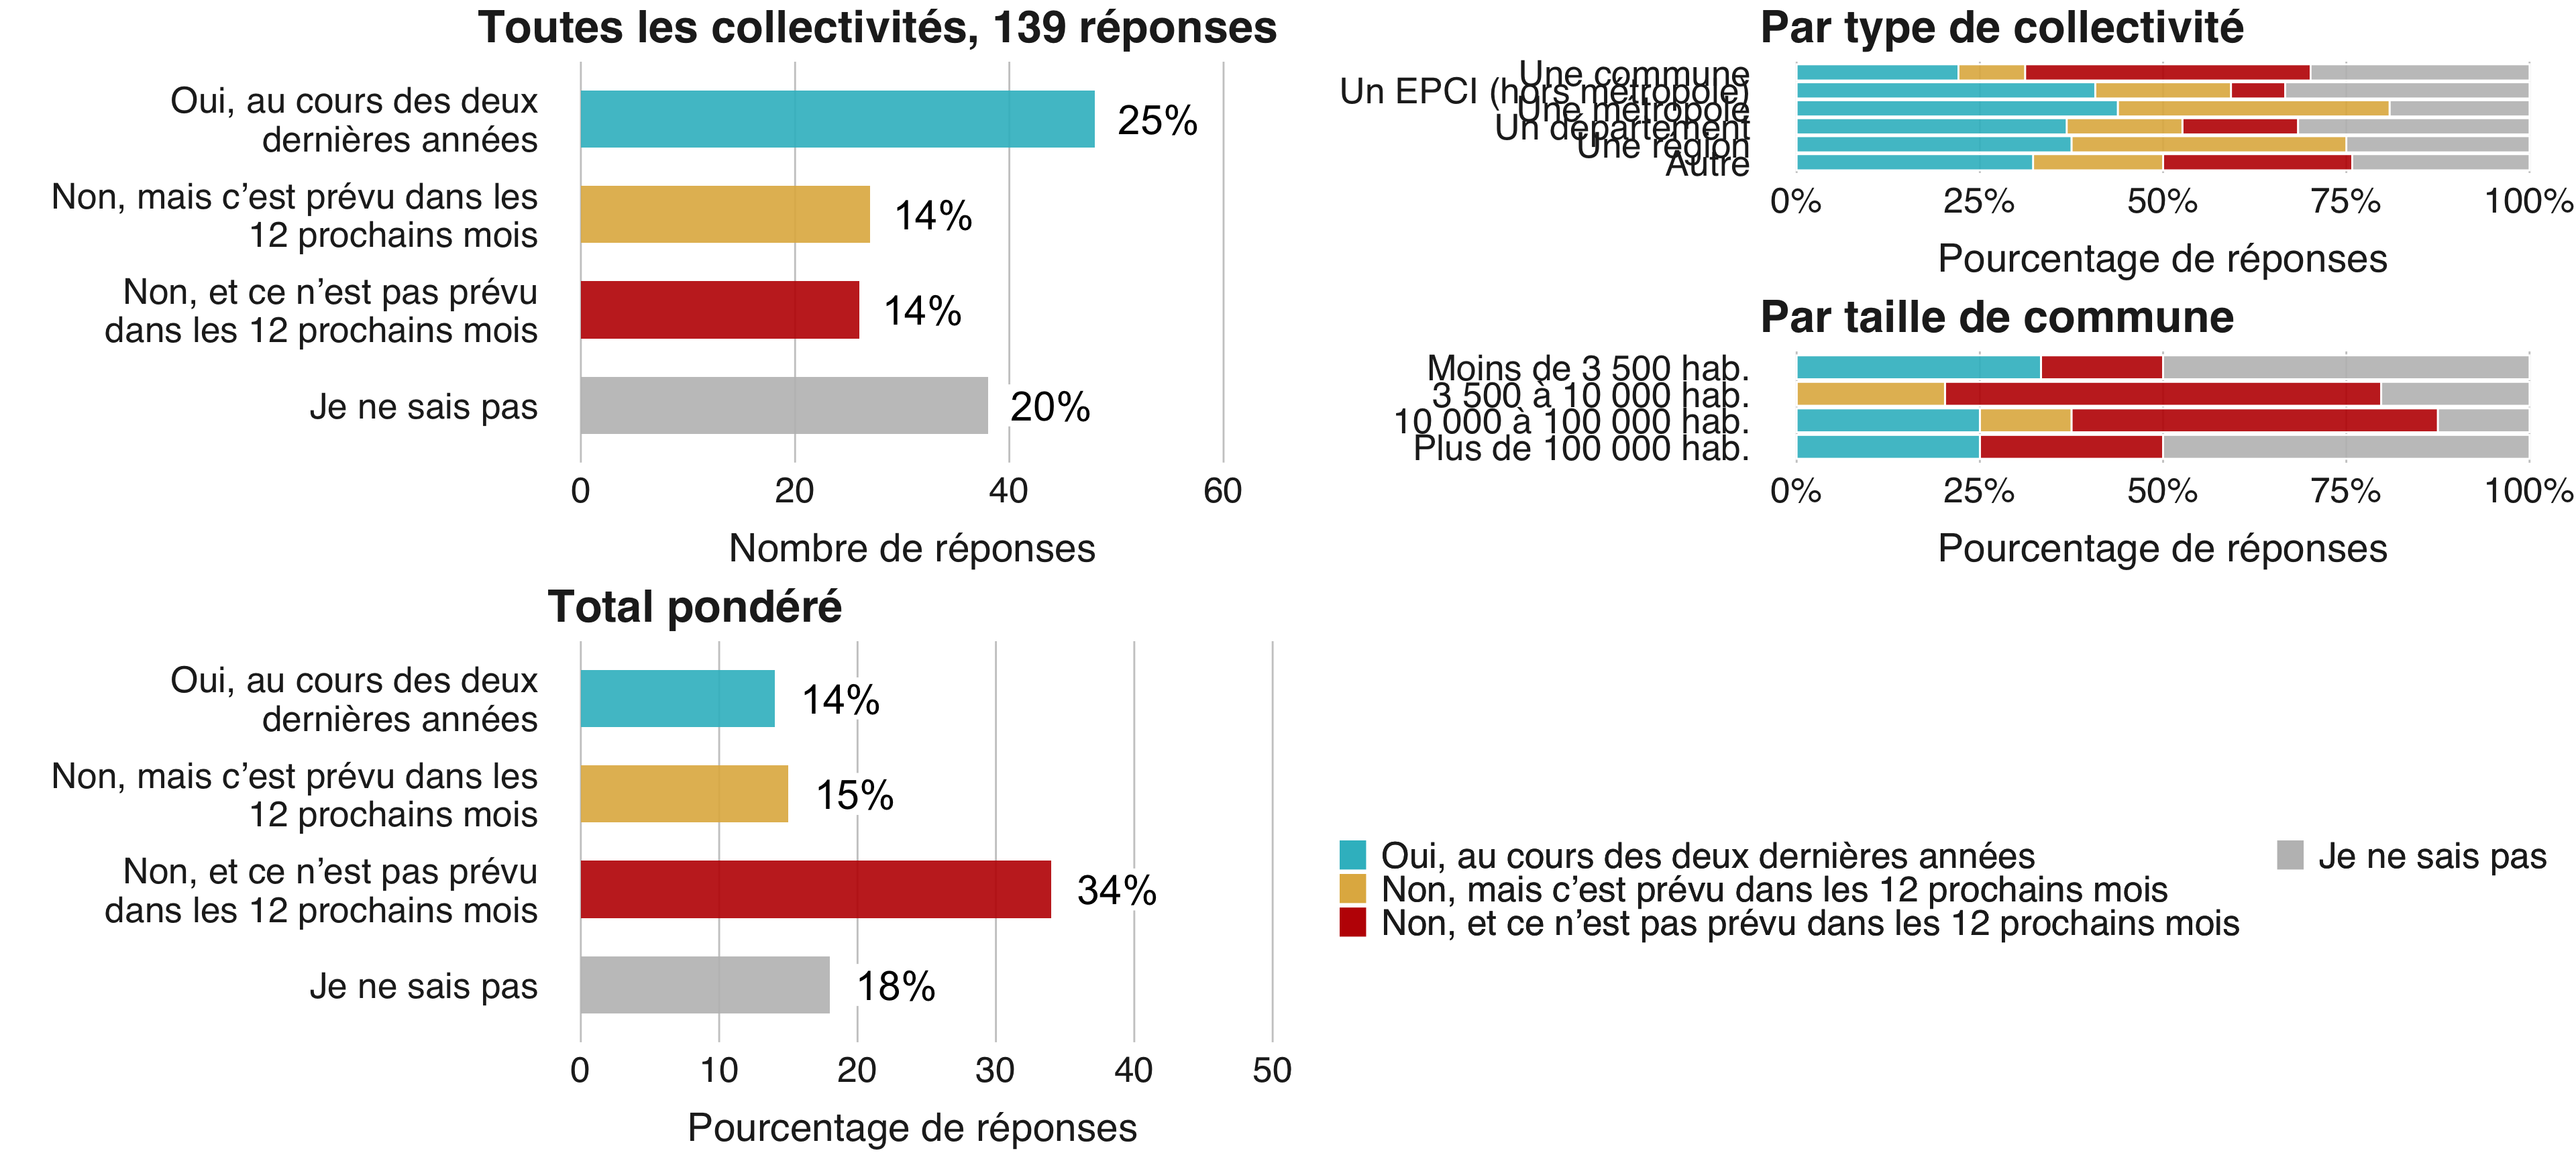 Toutes les collectivités, 139 réponses
Oui, au cours des deux
dernières années
25%
Non, mais c’est prévu dans les
12 prochains mois
14%
Non, et ce n’est pas prévu
dans les 12 prochains mois
14%
Je ne sais pas
20%
0 20 40 60
Nombre de réponses
Total pondéré
Oui, au cours des deux
dernières années
14%
Non, mais c’est prévu dans les
12 prochains mois
15%
Non, et ce n’est pas prévu
dans les 12 prochains mois
34%
Je ne sais pas
18%
0 10 20 30 40 50
Pourcentage de réponses
Par type de collectivité
Une commune
Un EPCI (hors métropole)
Une métropole
Un département
Une région
Autre
0% 25% 50% 75% 100%
Pourcentage de réponses
Par taille de commune
Moins de 3 500 hab.
3 500 à 10 000 hab.
10 000 à 100 000 hab.
Plus de 100 000 hab.
0% 25% 50% 75% 100%
Pourcentage de réponses
Oui, au cours des deux dernières années
Non, mais c’est prévu dans les 12 prochains mois
Non, et ce n’est pas prévu dans les 12 prochains mois
Je ne sais pas